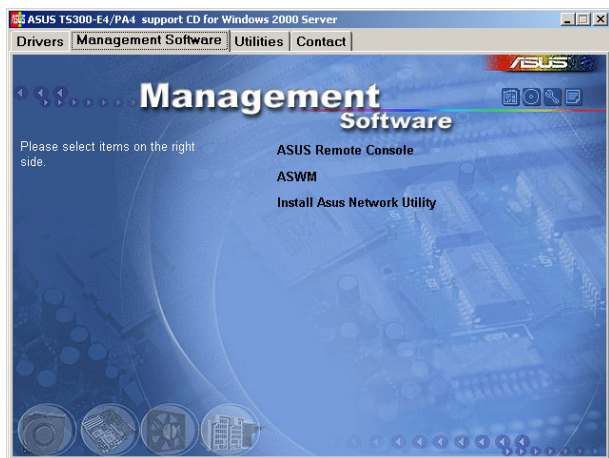 ASUS TS300-E4/PA4 support CD for Windows 2000 Server
Drivers Management Software Utilities Contact
ASUS
Management
Software
Please select items on the right
side.
ASUS Remote Console
ASWM
Install Asus Network Utility